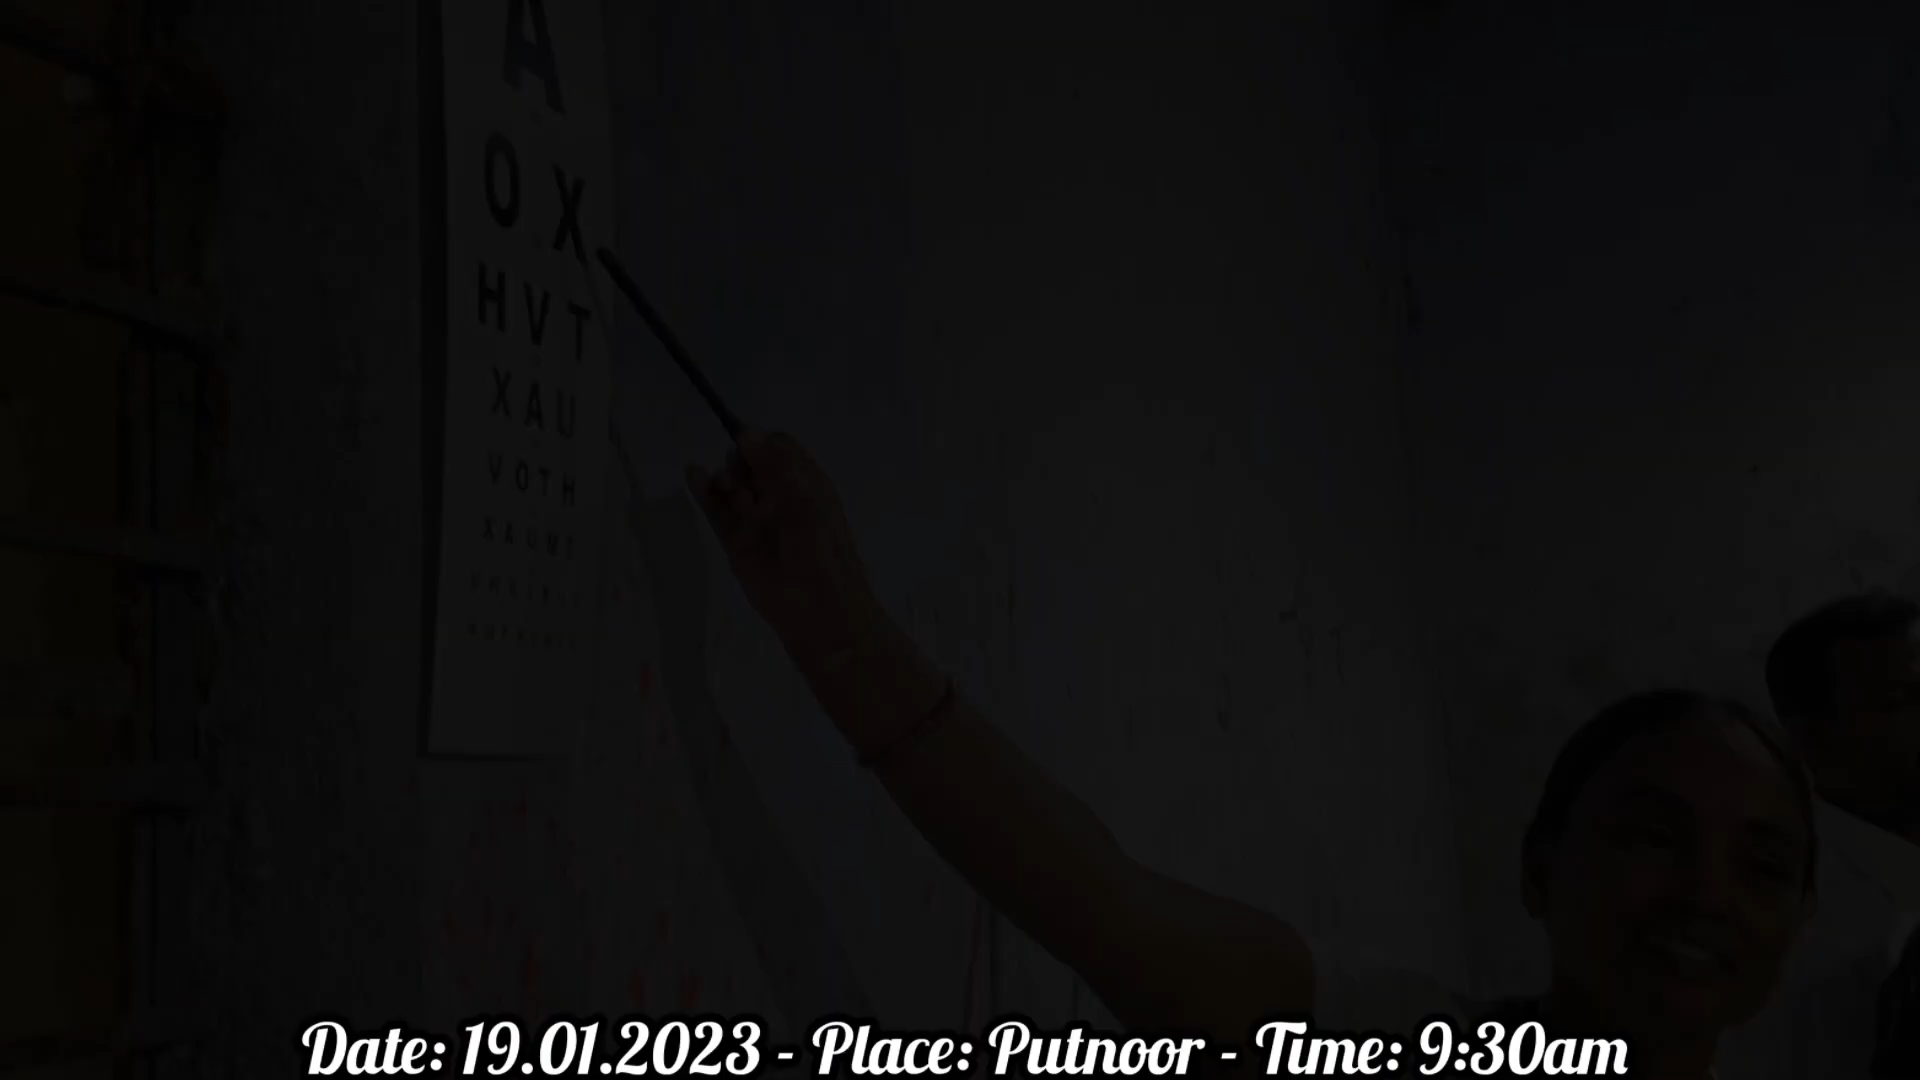 A
O X
H V T
X A U
V O T H
X A U
Date: 19.01.2023 - Place: Putnoor - Time: 9:30am